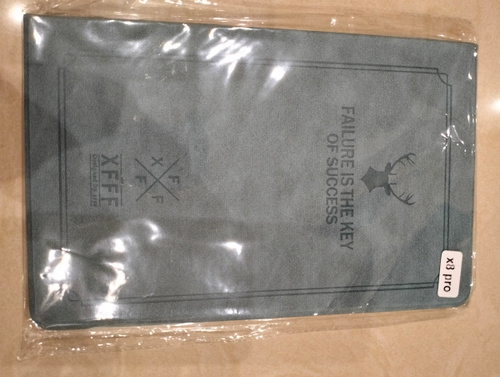 FAILURE IS THE KEY
OF SUCCESS
F
X F
F
XFFF
x8 pro